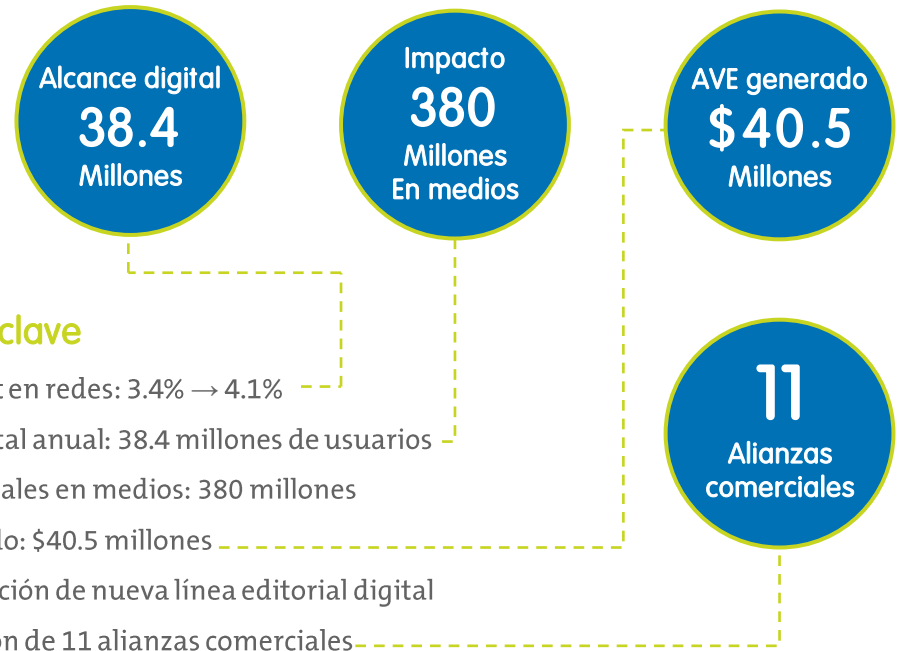 Alcance digital
38.4
Millones
Impacto
380
Millones
En medios
AVE generado
$40.5
Millones
clave
en redes: 3.4% → 4.1%
tal anual: 38.4 millones de usuarios
ales en medios: 380 millones
lo: $40.5 millones
ción de nueva línea editorial digital
ón de 11 alianzas comerciales
11
Alianzas
comerciales